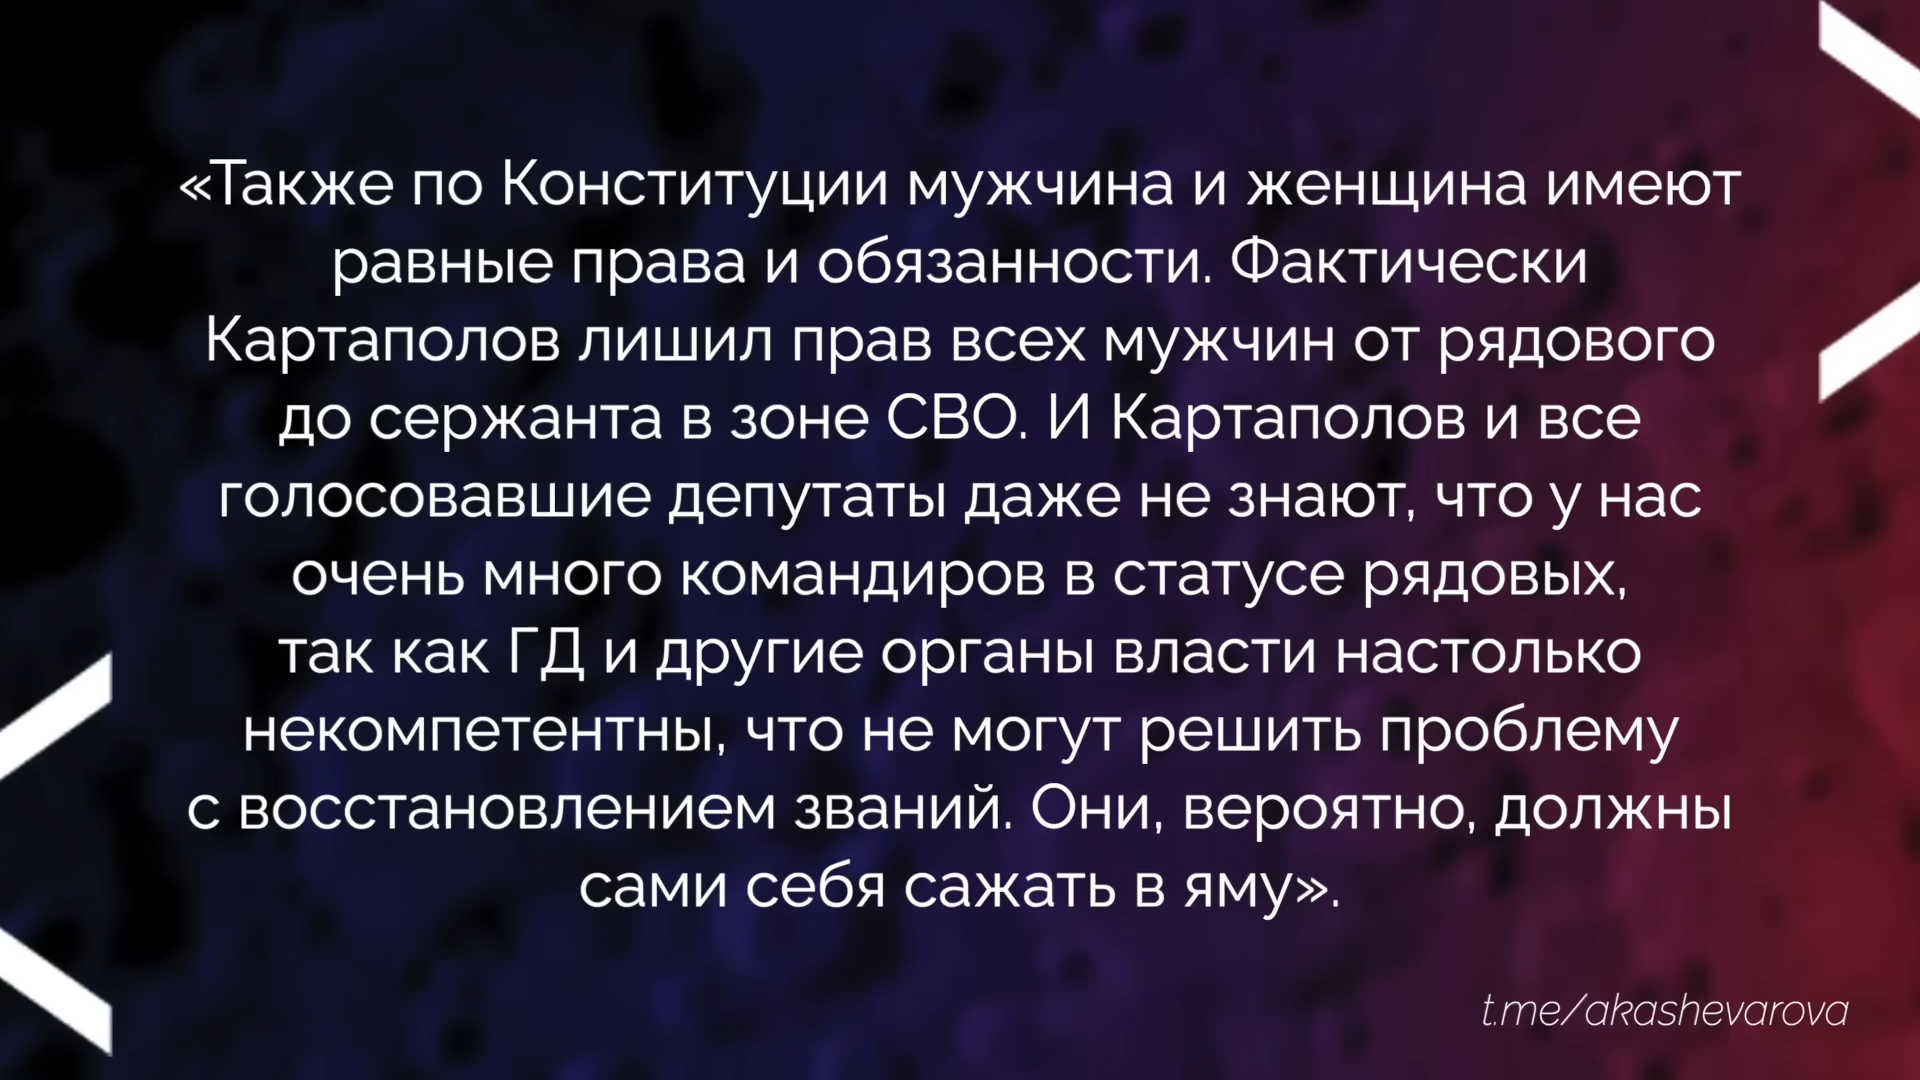 «Также по Конституции мужчина и женщина имеют
равные права и обязанности. Фактически
Картаполов лишил прав всех мужчин от рядового
до сержанта в зоне СВО. И Картаполов и все
голосовавшие депутаты даже не знают, что у нас
очень много командиров в статусе рядовых,
так как ГД и другие органы власти настолько
некомпетентны, что не могут решить проблему
с восстановлением званий. Они, вероятно, должны
сами себя сажать в яму».
t.me/akashevarova